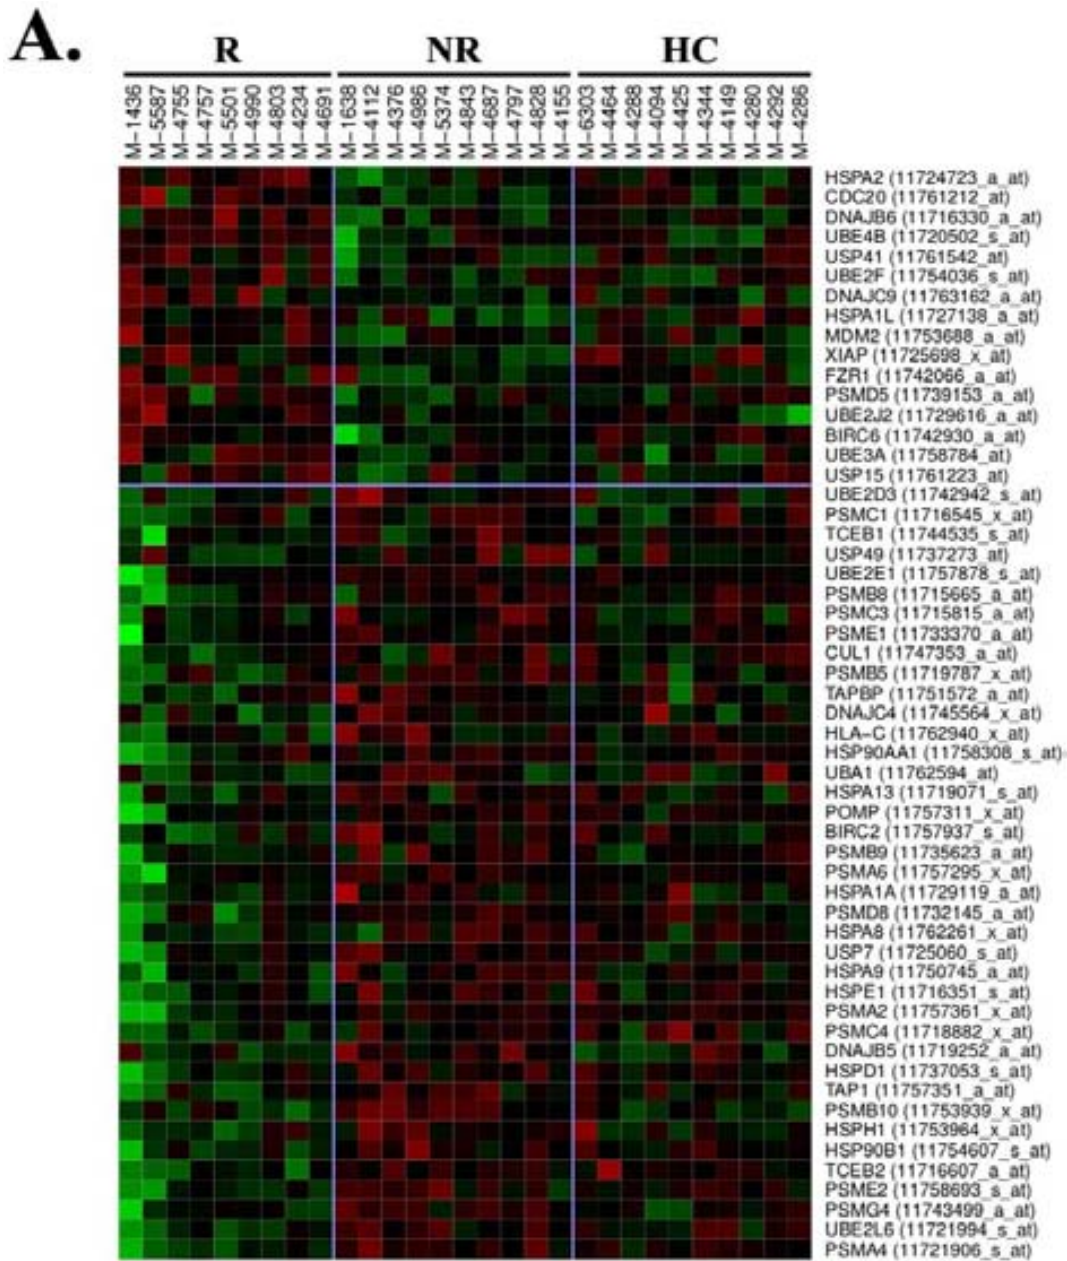 A.
R NR HC
M-1436 M-5587 M-4755 M-4757 M-5501 M-4990 M-4803 M-4234 M-4691 M-1638 M-4112 M-4376 M-4986 M-5374 M-4843 M-4687 M-4797 M-4828 M-4155 M-6303 M-4464 M-4288 M-4094 M-4425 M-4344 M-4149 M-4280 M-4292 M-4286
HSPA2 (11724723_a_at)
CDC20 (11761212_at)
DNAJB6 (11716330_a_at)
UBE4B (11720502_s_at)
USP41 (11761542_at)
UBE2F (11754036_s_at)
DNAJC9 (11763162_a_at)
HSPA1L (11727138_a_at)
MDM2 (11753688_a_at)
XIAP (11725698_x_at)
FZR1 (11742066_a_at)
PSMD5 (11739153_a_at)
UBE2J2 (11729616_a_at)
BIRC6 (11742930_a_at)
UBE3A (11758784_at)
USP15 (11761223_at)
UBE2D3 (11742942_s_at)
PSMC1 (11716545_x_at)
TCEB1 (11744535_s_at)
USP49 (11737273_at)
UBE2E1 (11757878_s_at)
PSMB8 (11715665_a_at)
PSMC3 (11715815_a_at)
PSME1 (11733370_a_at)
CUL1 (11747353_a_at)
PSMB5 (11719787_x_at)
TAPBP (11751572_a_at)
DNAJC4 (11745564_x_at)
HLA-C (11762940_x_at)
HSP90AA1 (11758308_s_at)
UBA1 (11762594_at)
HSPA13 (11719071_s_at)
POMP (11757311_x_at)
BIRC2 (11757937_s_at)
PSMB9 (11735623_a_at)
PSMA6 (11757295_x_at)
HSPA1A (11729119_a_at)
PSMD8 (11732145_a_at)
HSPA8 (11762261_x_at)
USP7 (11725060_s_at)
HSPA9 (11750745_a_at)
HSPE1 (11716351_s_at)
PSMA2 (11757361_x_at)
PSMC4 (11718882_x_at)
DNAJB5 (11719252_a_at)
HSPD1 (11737053_s_at)
TAP1 (11757351_a_at)
PSMB10 (11753939_x_at)
HSPH1 (11753964_x_at)
HSP90B1 (11754607_s_at)
TCEB2 (11716607_a_at)
PSME2 (11758693_s_at)
PSMG4 (11743499_a_at)
UBE2L6 (11721994_s_at)
PSMA4 (11721906_s_at)